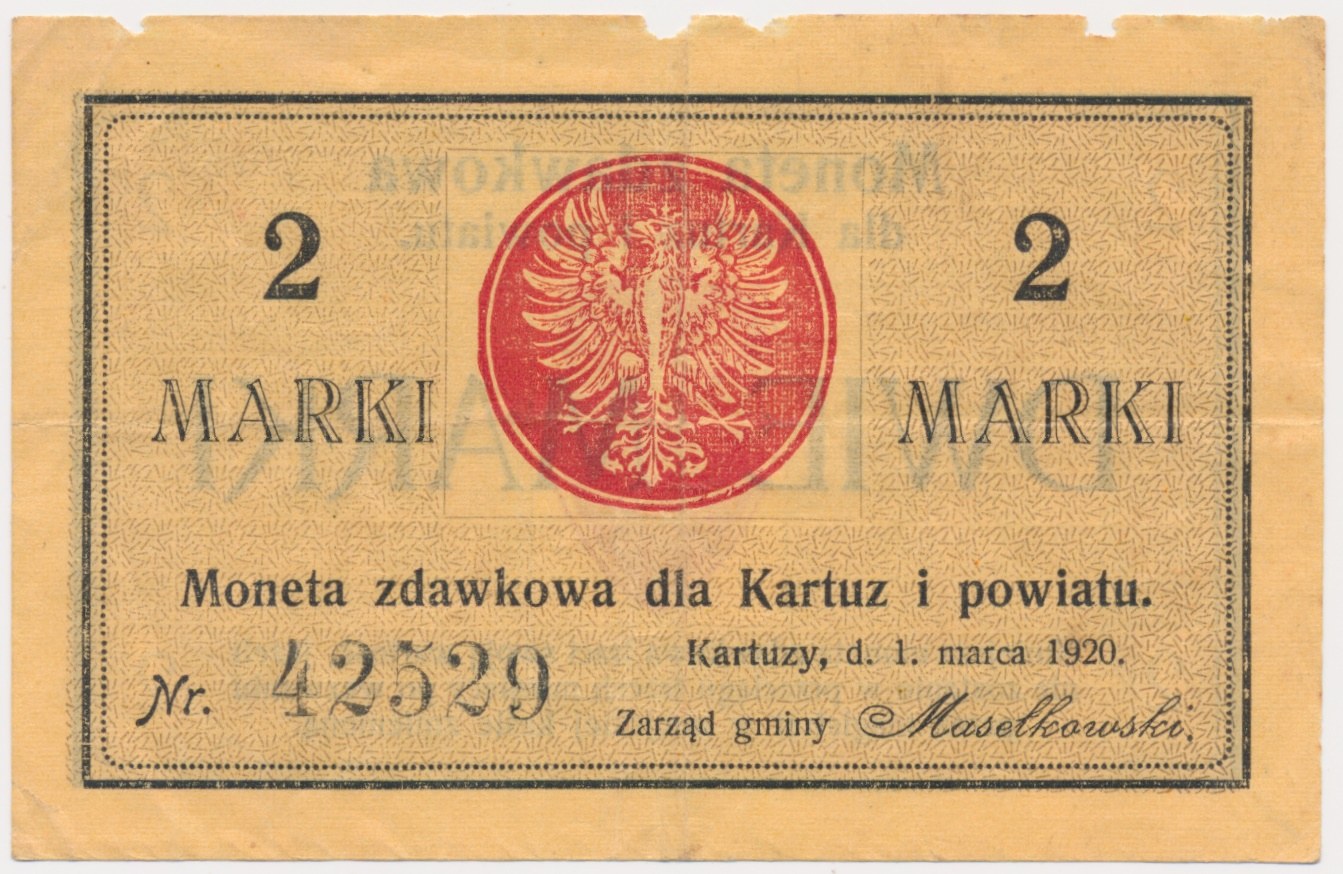 2 2
MARKI MARKI
Moneta zdawkowa dla Kartuz i powiatu.
Kartuzy, d. 1. marca 1920.
Nr. 42529
Zarząd gminy Maselkowski.